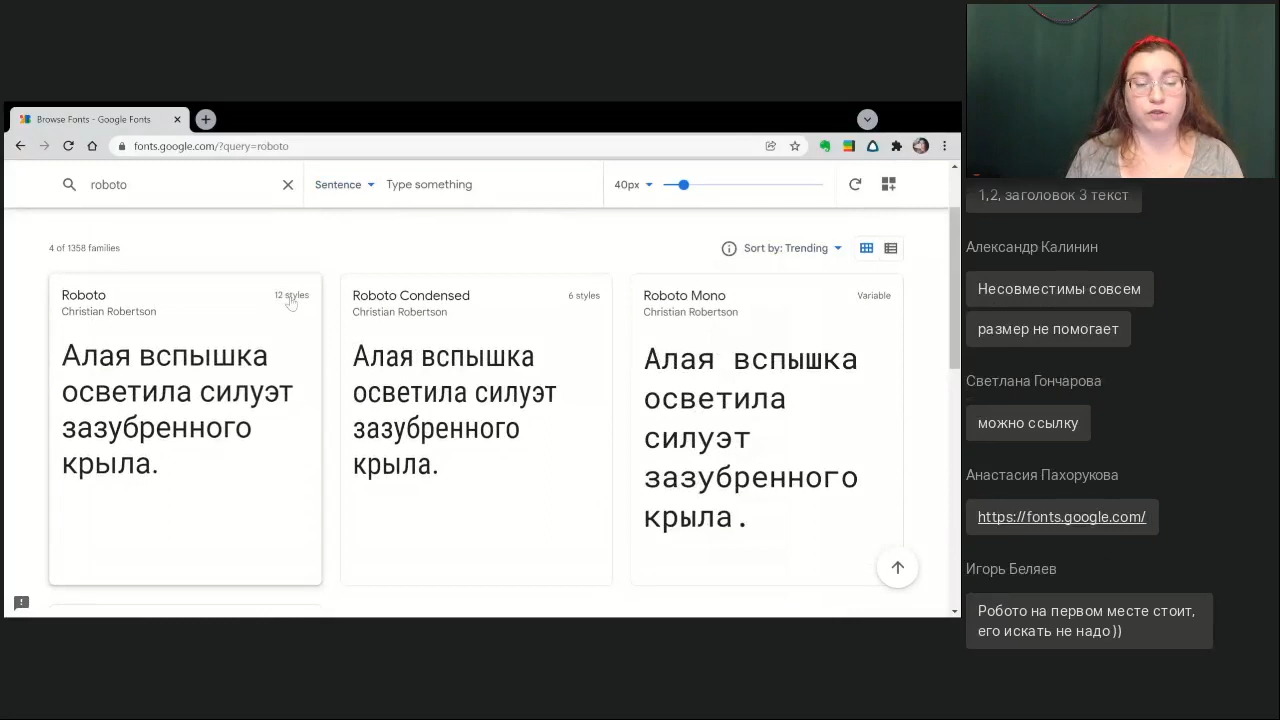 Browse Fonts - Google Fonts
fonts.google.com/?query=roboto
roboto
Sentence
Type something
40px
4 of 1358 families
Sort by: Trending
Roboto
12 styles
Christian Robertson
Алая вспышка
осветила силуэт
зазубренного
крыла.
Roboto Condensed
6 styles
Christian Robertson
Алая вспышка
осветила силуэт
зазубренного
крыла.
Roboto Mono
Variable
Christian Robertson
Алая вспышка
осветила
силуэт
зазубренного
крыла.
1,2, заголовок 3 текст
Александр Калинин
Несовместимы совсем
размер не помогает
Светлана Гончарова
можно ссылку
Анастасия Пахорукова
https://fonts.google.com/
Игорь Беляев
Робото на первом месте стоит,
его искать не надо))